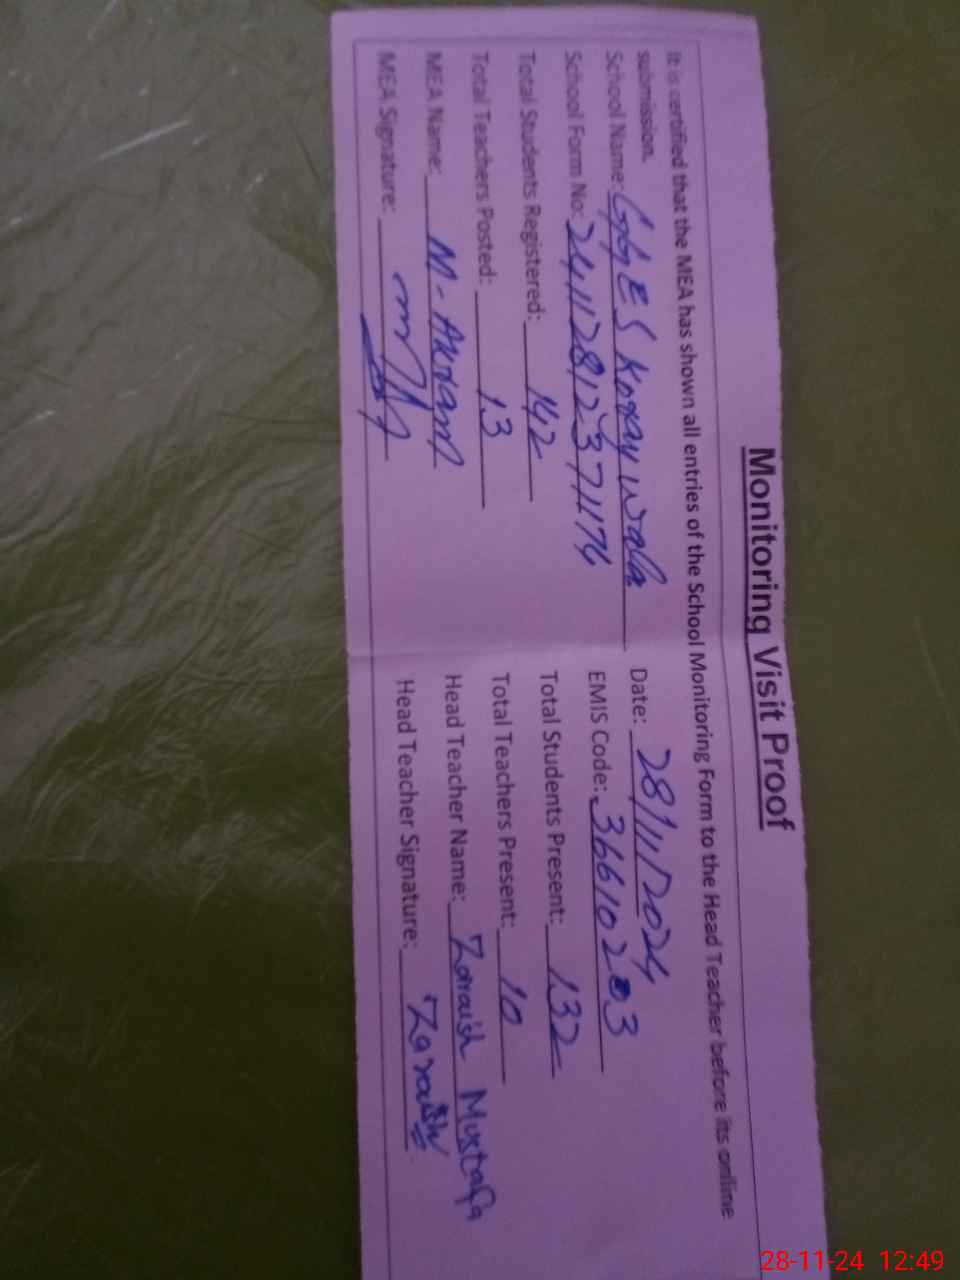 Monitoring Visit Proof
It is certified that the MEA has shown all entries of the School Monitoring Form to the Head Teacher before its online
submission.
School Name: GGES Koray wala Date: 28/11/2024
School Form No: 24112812371174 EMIS Code: 36610203
Total Students Registered: 142 Total Students Present: 132
Total Teachers Posted: 13 Total Teachers Present: 10
MEA Name: M. Akram Head Teacher Name: Zaraish Mustafa
MEA Signature: Head Teacher Signature: Zaraish
28-11-24 12:49